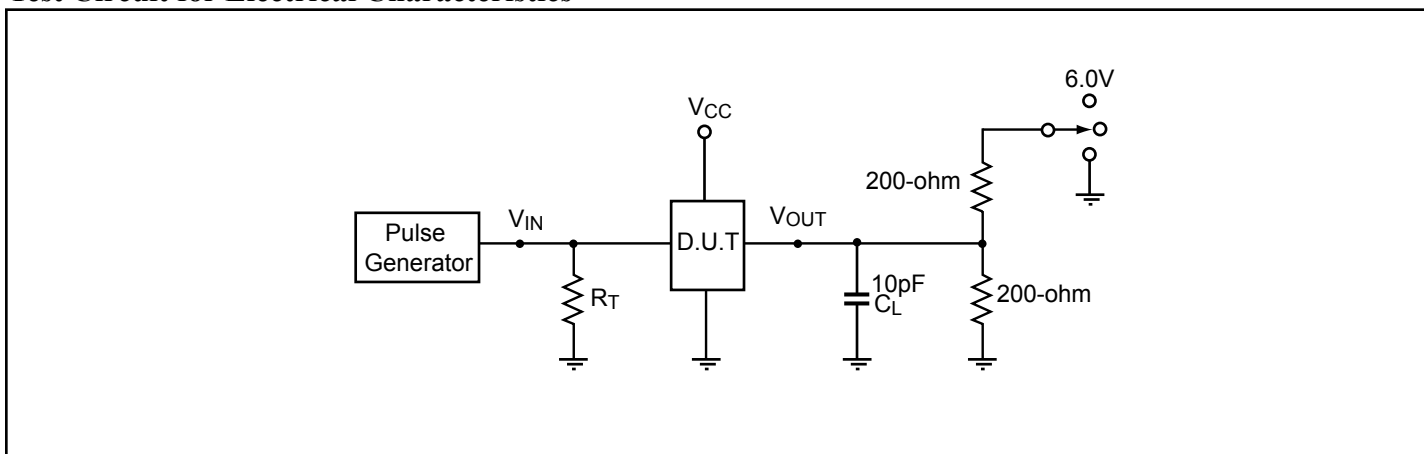 Test Circuit for Electrical Characteristics
6.0V
VCC
200-ohm
Pulse
Generator
VIN
D.U.T
VOUT
RT
10pF
CL
200-ohm